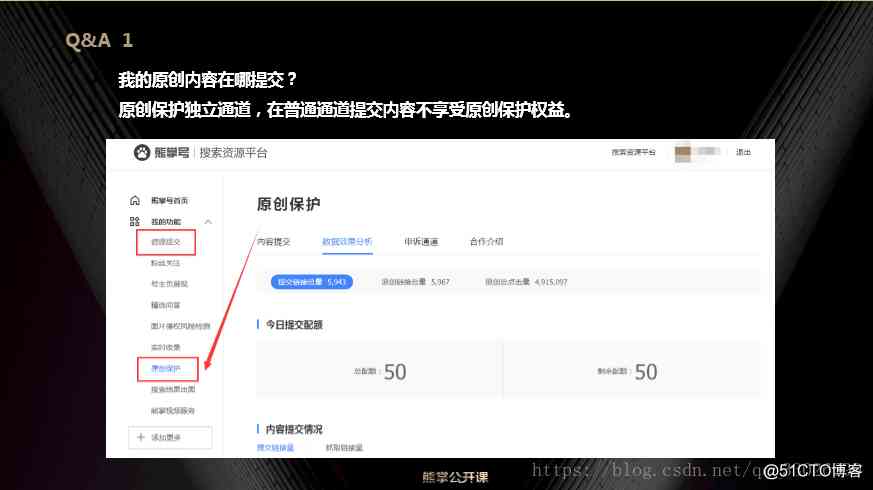 Q&A 1
我的原创内容在哪提交？
原创保护独立通道，在普通通道提交内容不享受原创保护权益。
熊掌号 | 搜索资源平台
搜索资源平台
退出
熊掌号首页
我的功能
资源提交
粉丝关注
号主页展现
图片侵权风险检测
实时收录
原创保护
搜索结果出图
熊掌视频服务
+ 添加更多
原创保护
内容提交 数据效果分析 申诉通道 合作介绍
提交链接总量 5,943 原创链接总量 5,967 原创总点击量 4,915,097
今日提交配额
总配额：50 剩余配额：50
内容提交情况
提交链接量 抓取链接量
熊掌公开课
https: blog.csdn.net/q
@51CTO博客